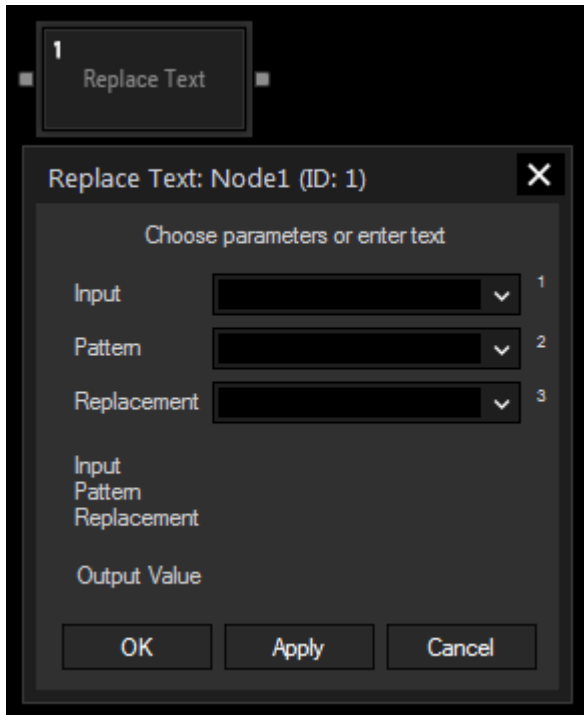 1
Replace Text
Replace Text: Node1 (ID: 1)
Choose parameters or enter text
Input 1
Pattern 2
Replacement 3
Input
Pattern
Replacement
Output Value
OK Apply Cancel